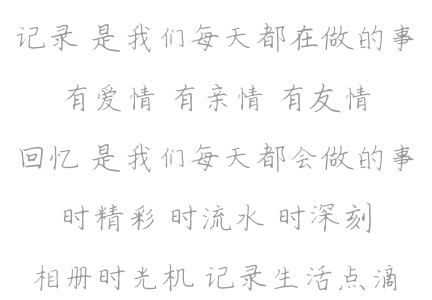 记录 是我们每天都在做的事
有爱情 有亲情 有友情
回忆 是我们每天都会做的事
时精彩 时流水 时深刻
相册时光机 记录生活点滴